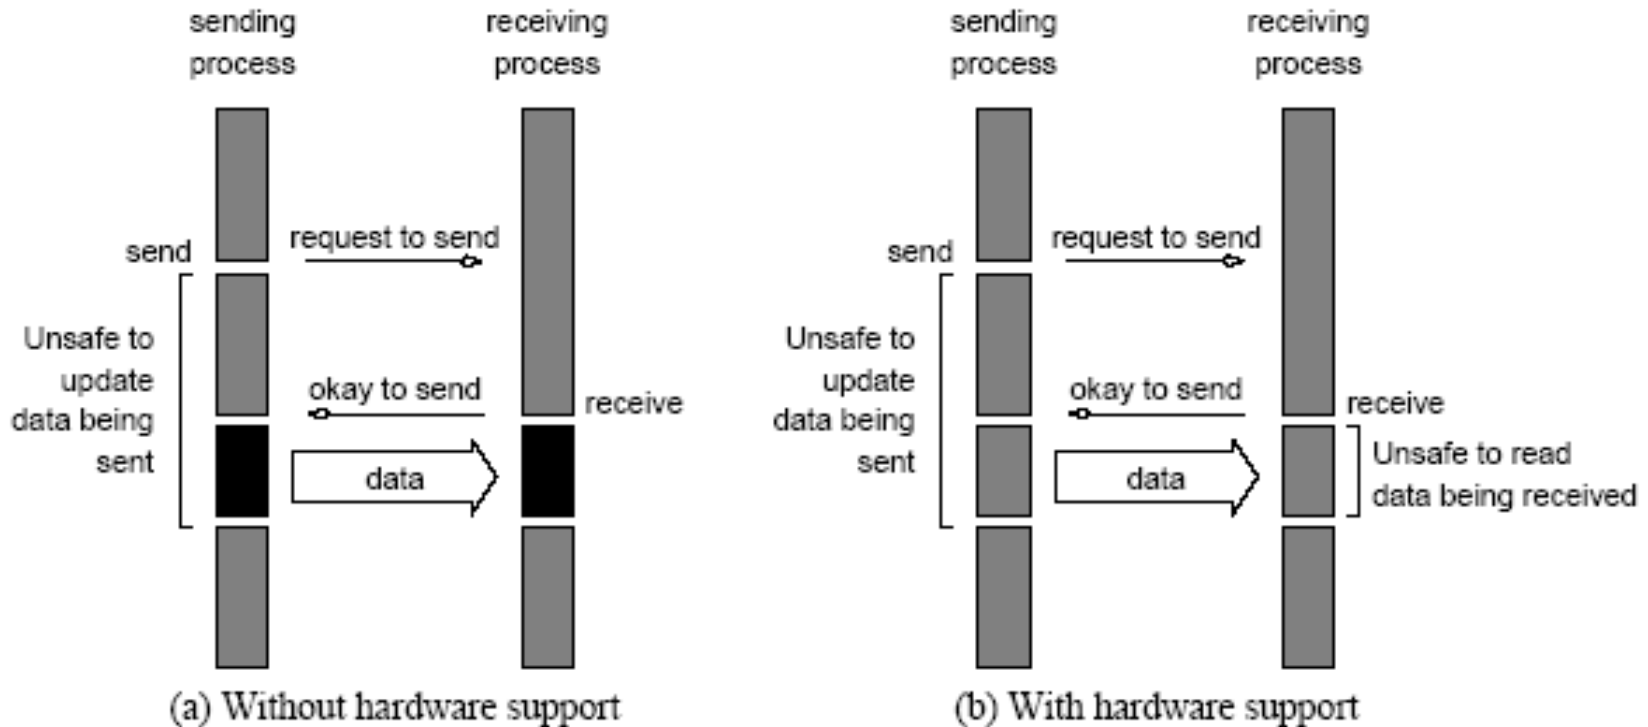 sending
process
receiving
process
send
request to send
Unsafe to
update
data being
sent
okay to send
receive
data
(a) Without hardware support
sending
process
receiving
process
send
request to send
Unsafe to
update
data being
sent
okay to send
receive
data
Unsafe to read
data being received
(b) With hardware support